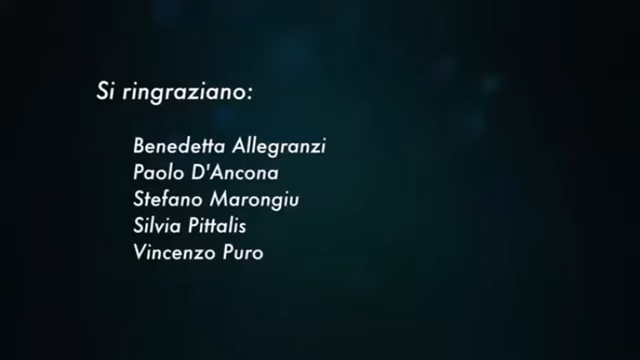 Si ringraziano:
Benedetta Allegranzi
Paolo D'Ancona
Stefano Marongiu
Silvia Pittalis
Vincenzo Puro